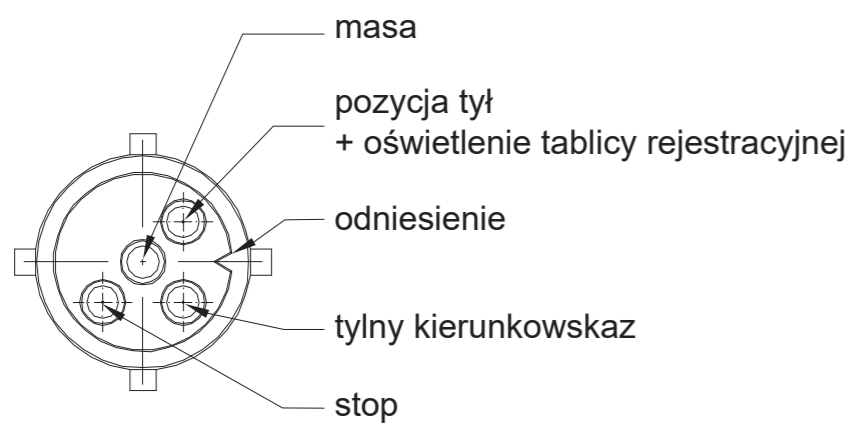 masa
pozycja tył
+ oświetlenie tablicy rejestracyjnej
odniesienie
tylny kierunkowskaz
stop